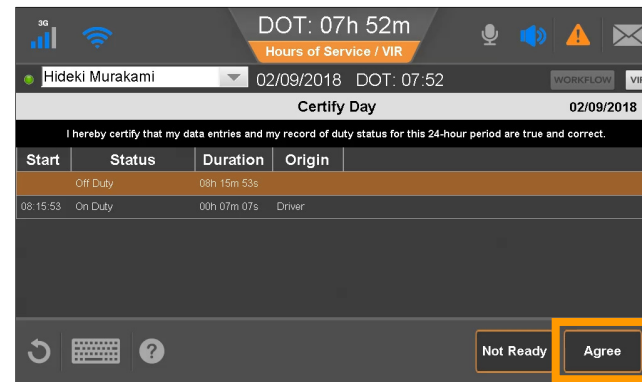 3G
DOT: 07h 52m
Hours of Service / VIR
Hideki Murakami
02/09/2018 DOT: 07:52
WORKFLOW
Certify Day
02/09/2018
I hereby certify that my data entries and my record of duty status for this 24-hour period are true and correct.
Start Status Duration Origin
Off Duty 08h 15m 53s
08:15:53 On Duty 00h 07m 07s Driver
? Not Ready Agree